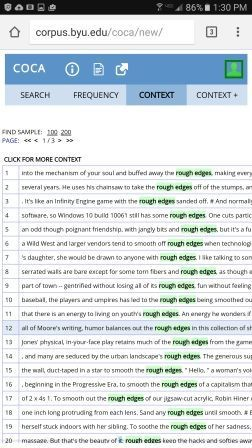 86% 1:30 PM
corpus.byu.edu/coca/new/
3
COCA
SEARCH FREQUENCY CONTEXT CONTEXT +
FIND SAMPLE: 100 200
PAGE: << < 1 / 3 > >>
CLICK FOR MORE CONTEXT
1 into the mechanism of your soul and buffed away the rough edges, making every
2 several years. He uses his chainsaw to take the rough edges off of the stumps, an
3 . It's like an Infinity Engine game with the rough edges sanded off. # And normally
4 software, so Windows 10 build 10061 still has some rough edges. One cuts partic
5 an odd poignant friendship, with jangly bits and rough edges, but it's a fu
6 a Wild West and larger vendors tend to smooth off rough edges when technologi
7 's daughter, she would be drawn to anyone with rough edges. I like talking to som
8 serrated walls are bare except for some torn fibers and rough edges, as though e
9 part of town -- gentrified without losing all of its rough edges, fun without feeling
10 baseball, the players and umpires has led to the rough edges being smoothed ou
11 that there is an energy to living on youth's rough edges. An energy he wonders if
12 all of Moore's writing, humor balances out the rough edges in this collection of sh
13 Jones' physical, in-your-face play retains much of the rough edges from the game
14 , and many are seduced by the urban landscape's rough edges. The generous sup
15 the wall, duct-taped in a star to smooth the rough edges. " Hello, " a woman's voi
16 , beginning in the Progressive Era, to smooth the rough edges of a capitalism that
17 of 2 x 4s 1. To smooth out the rough edges of our jigsaw-cut acrylic, Robin Hiner
18 one inch long protruding from each lens. Sand any rough edges until smooth. #
19 herself stuck indoors with her sibling, To soothe the rough edges of her sadness,
20 message. But that's the beauty of it: rough edges keep the hacks and softies